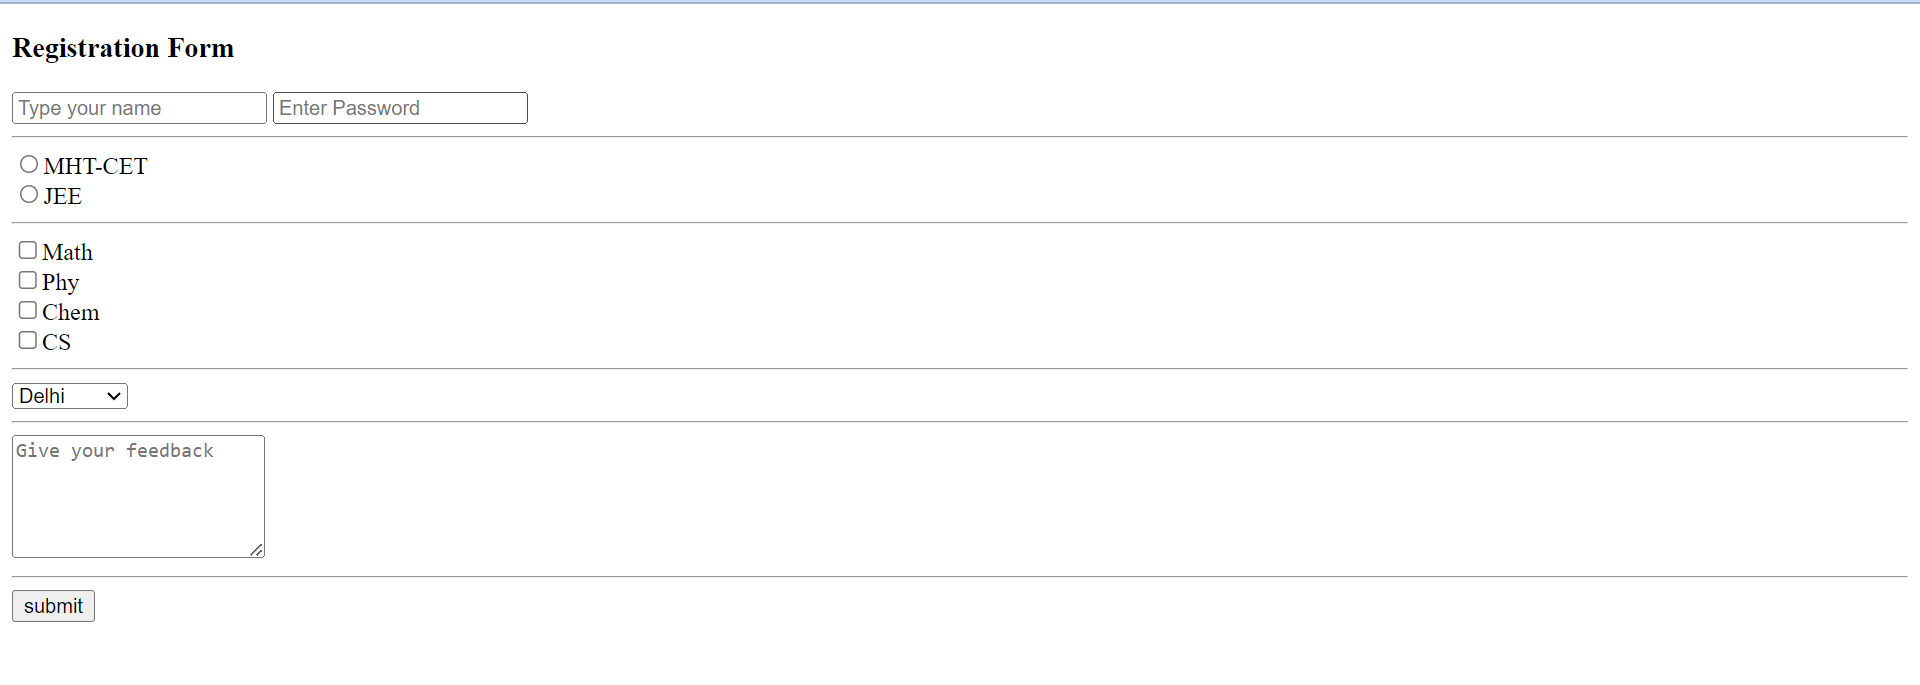 Registration Form
Type your name Enter Password
MHT-CET
JEE
Math
Phy
Chem
CS
Delhi
Give your feedback
submit